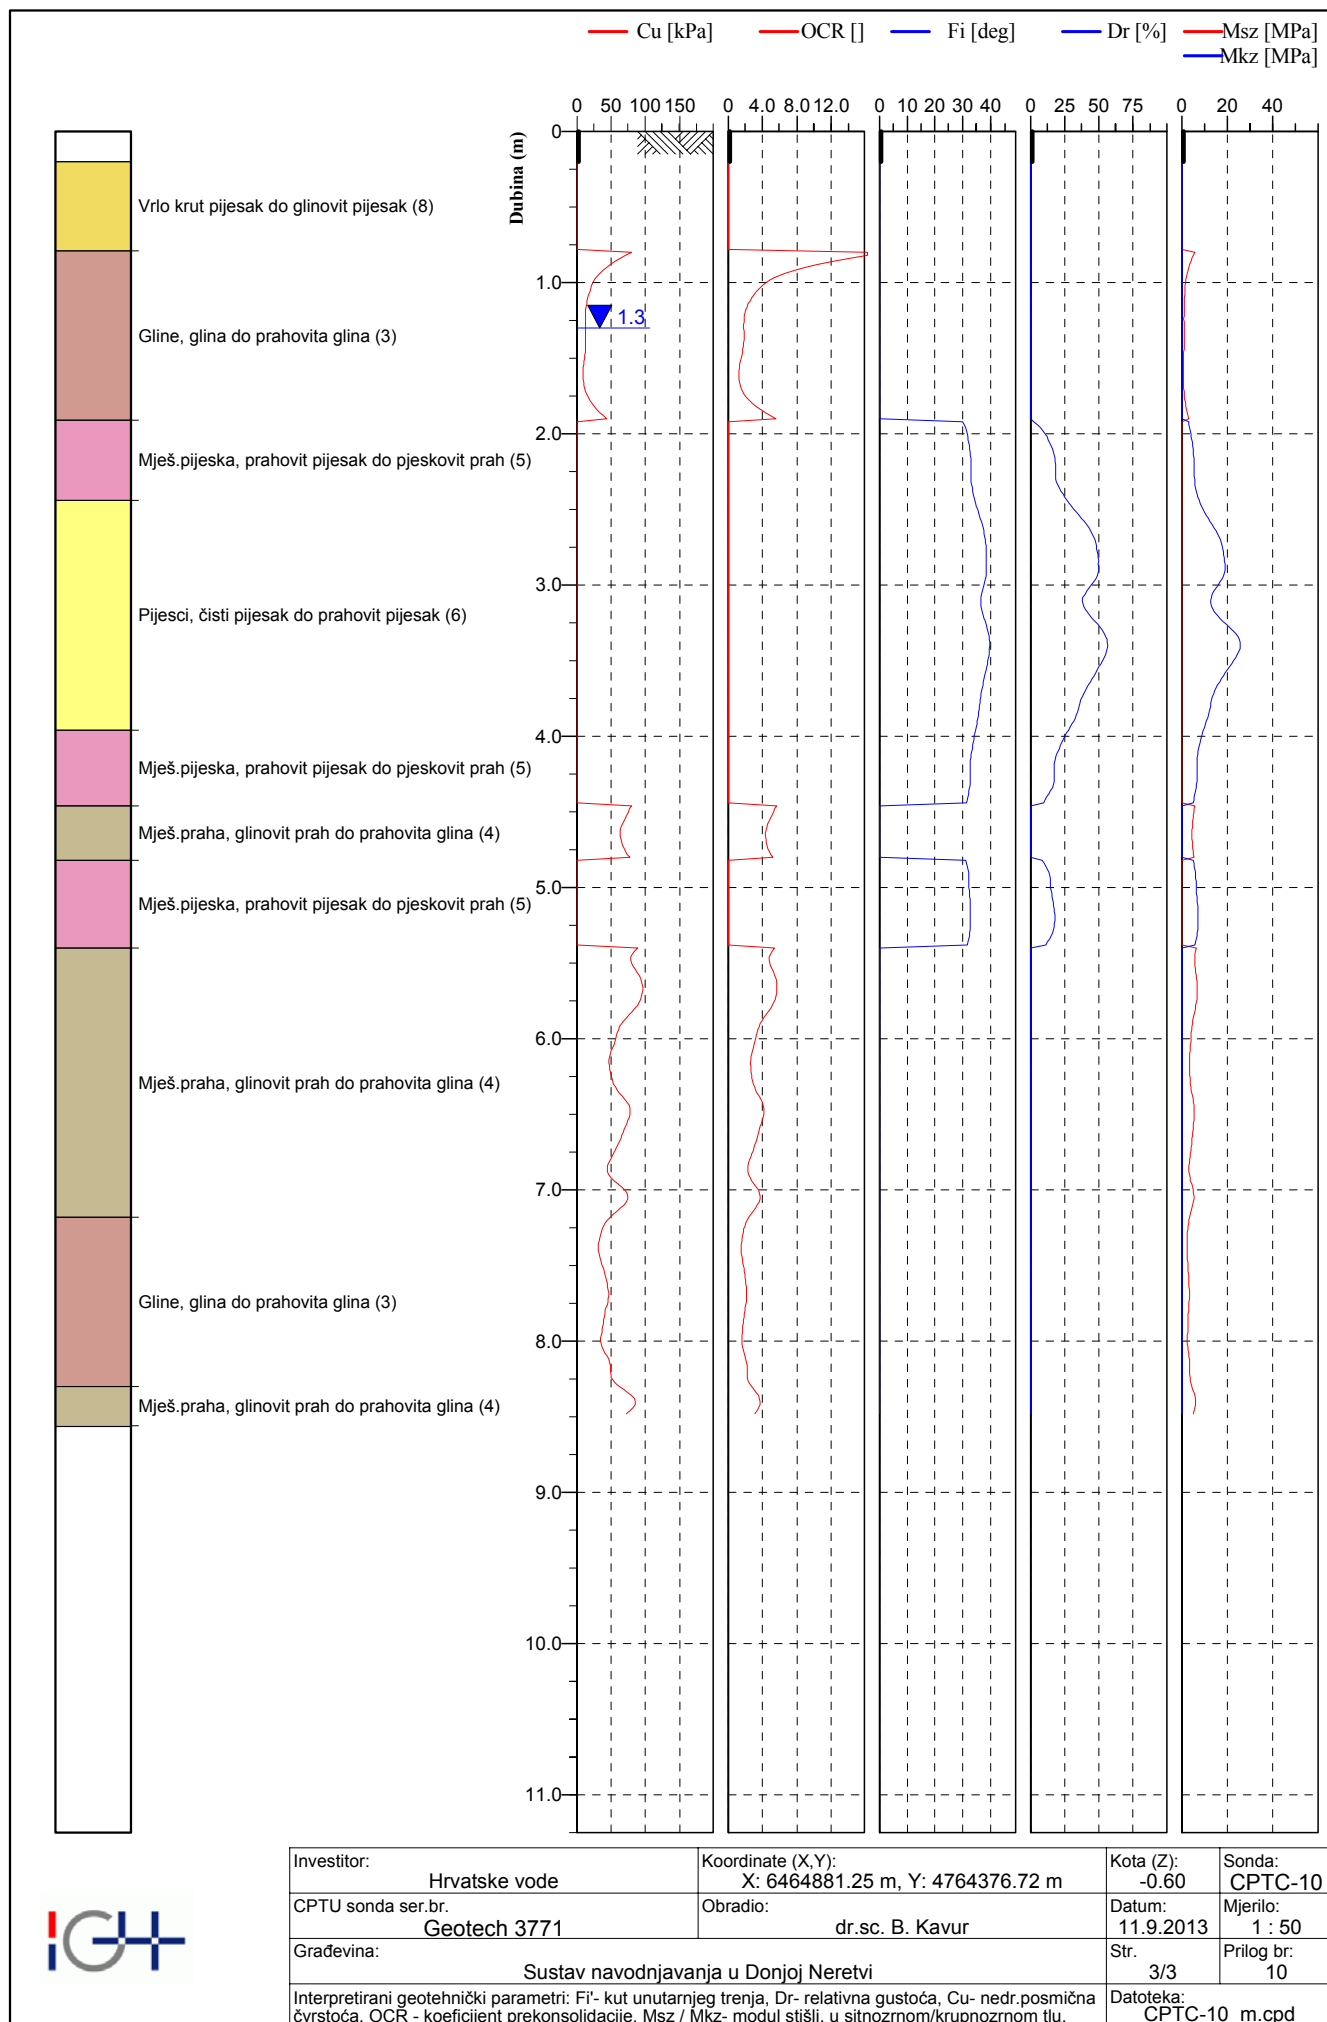 Cu [kPa] OCR [] Fi [deg] Dr [%] Msz [MPa]
Mkz [MPa]
0 50 100 150 0 4.0 8.0 12.0 0 10 20 30 40 0 25 50 75 0 20 40
Dubina (m)
0
Vrlo krut pijesak do glinovit pijesak (8)
1.0
1.3
Gline, glina do prahovita glina (3)
2.0
Mješ.pijeska, prahovit pijesak do pjeskovit prah (5)
3.0
Pijesci, čisti pijesak do prahovit pijesak (6)
4.0
Mješ.pijeska, prahovit pijesak do pjeskovit prah (5)
Mješ.praha, glinovit prah do prahovita glina (4)
5.0
Mješ.pijeska, prahovit pijesak do pjeskovit prah (5)
6.0
Mješ.praha, glinovit prah do prahovita glina (4)
7.0
Gline, glina do prahovita glina (3)
8.0
Mješ.praha, glinovit prah do prahovita glina (4)
9.0
10.0
11.0
IGH
Investitor:
Hrvatske vode
Koordinate (X,Y):
X: 6464881.25 m, Y: 4764376.72 m
Kota (Z):
-0.60
Sonda:
CPTC-10
CPTU sonda ser.br.
Geotech 3771
Obradio:
dr.sc. B. Kavur
Datum:
11.9.2013
Mjerilo:
1 : 50
Građevina:
Sustav navodnjavanja u Donjoj Neretvi
Str.
3/3
Prilog br:
10
Interpretirani geotehnički parametri: Fi'- kut unutarnjeg trenja, Dr- relativna gustoća, Cu- nedr.posmična
čvrstoća, OCR - koeficijent prekonsolidacije, Msz / Mkz- modul stišlj. u sitnozrnom/krupnozrnom tlu.
Datoteka:
CPTC-10_m.cpd